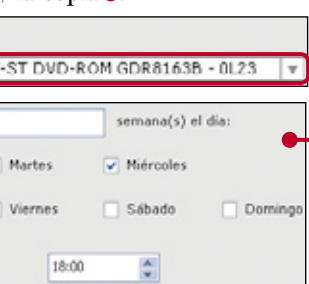 -ST DVD-ROM GDR8163B - 0L23
semana(s) el día:
Martes Miércoles
Viernes Sábado Domingo
18:00